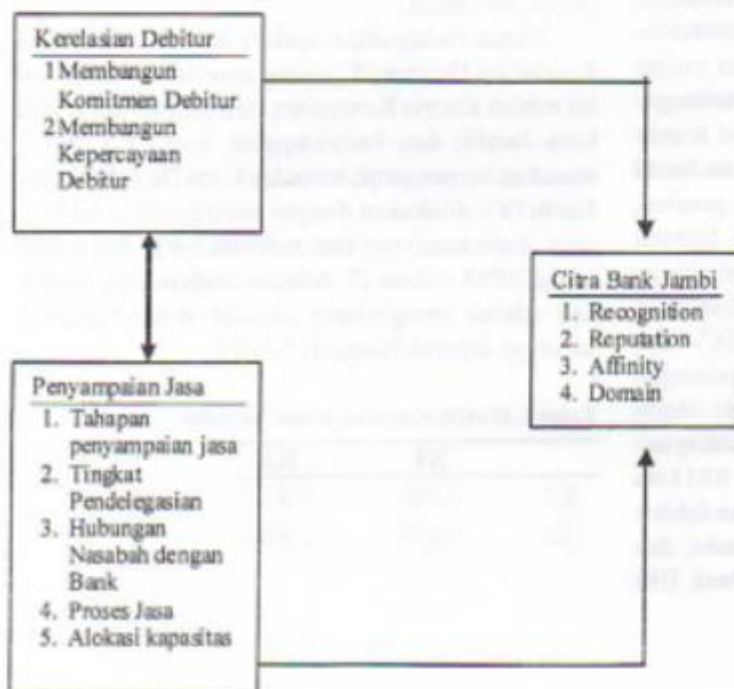 Kerelasian Debitur
1 Membangun
Komitmen Debitur
2 Membangun
Kepercayaan
Debitur
Citra Bank Jambi
1. Recognition
2. Reputation
3. Affinity
4. Domain
Penyampaian Jasa
1. Tahapan
penyampaian jasa
2. Tingkat
Pendelegasian
3. Hubungan
Nasabah dengan
Bank
4. Proses Jasa
5. Alokasi kapasitas